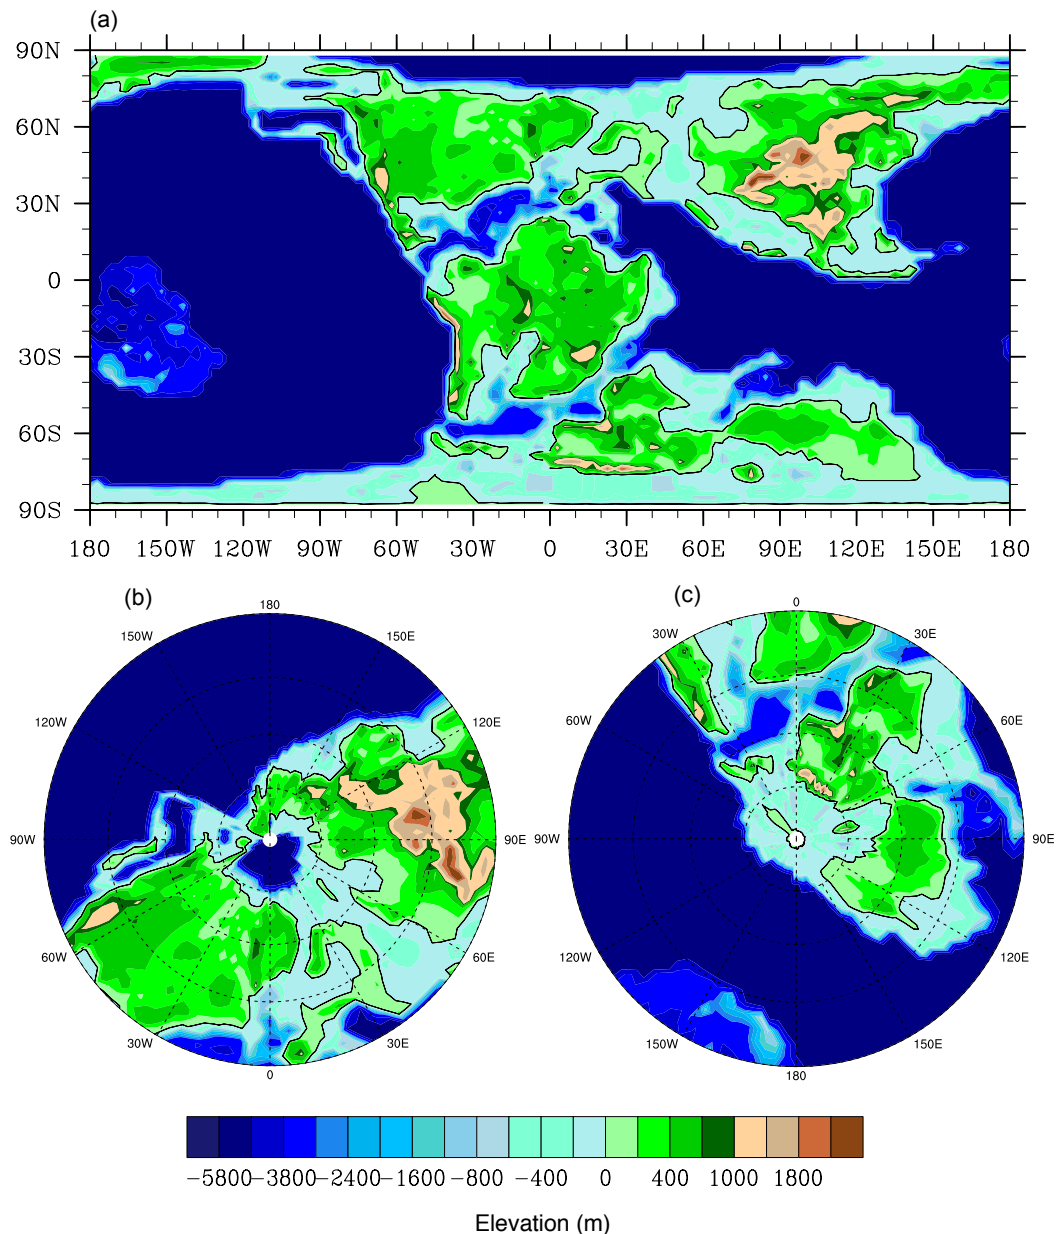 (a)
90N
60N
30N
0
30S
60S
90S
180 150W 120W 90W 60W 30W 0 30E 60E 90E 120E 150E 180
(b)
180
150W 150E
120W 120E
90W 90E
60W 60E
30W 30E
0
(c)
0
30W 30E
60W 60E
90W 90E
120W 120E
150W 150E
180
−5800 −3800 −2400 −1600 −800 −400 0 400 1000 1800
Elevation (m)